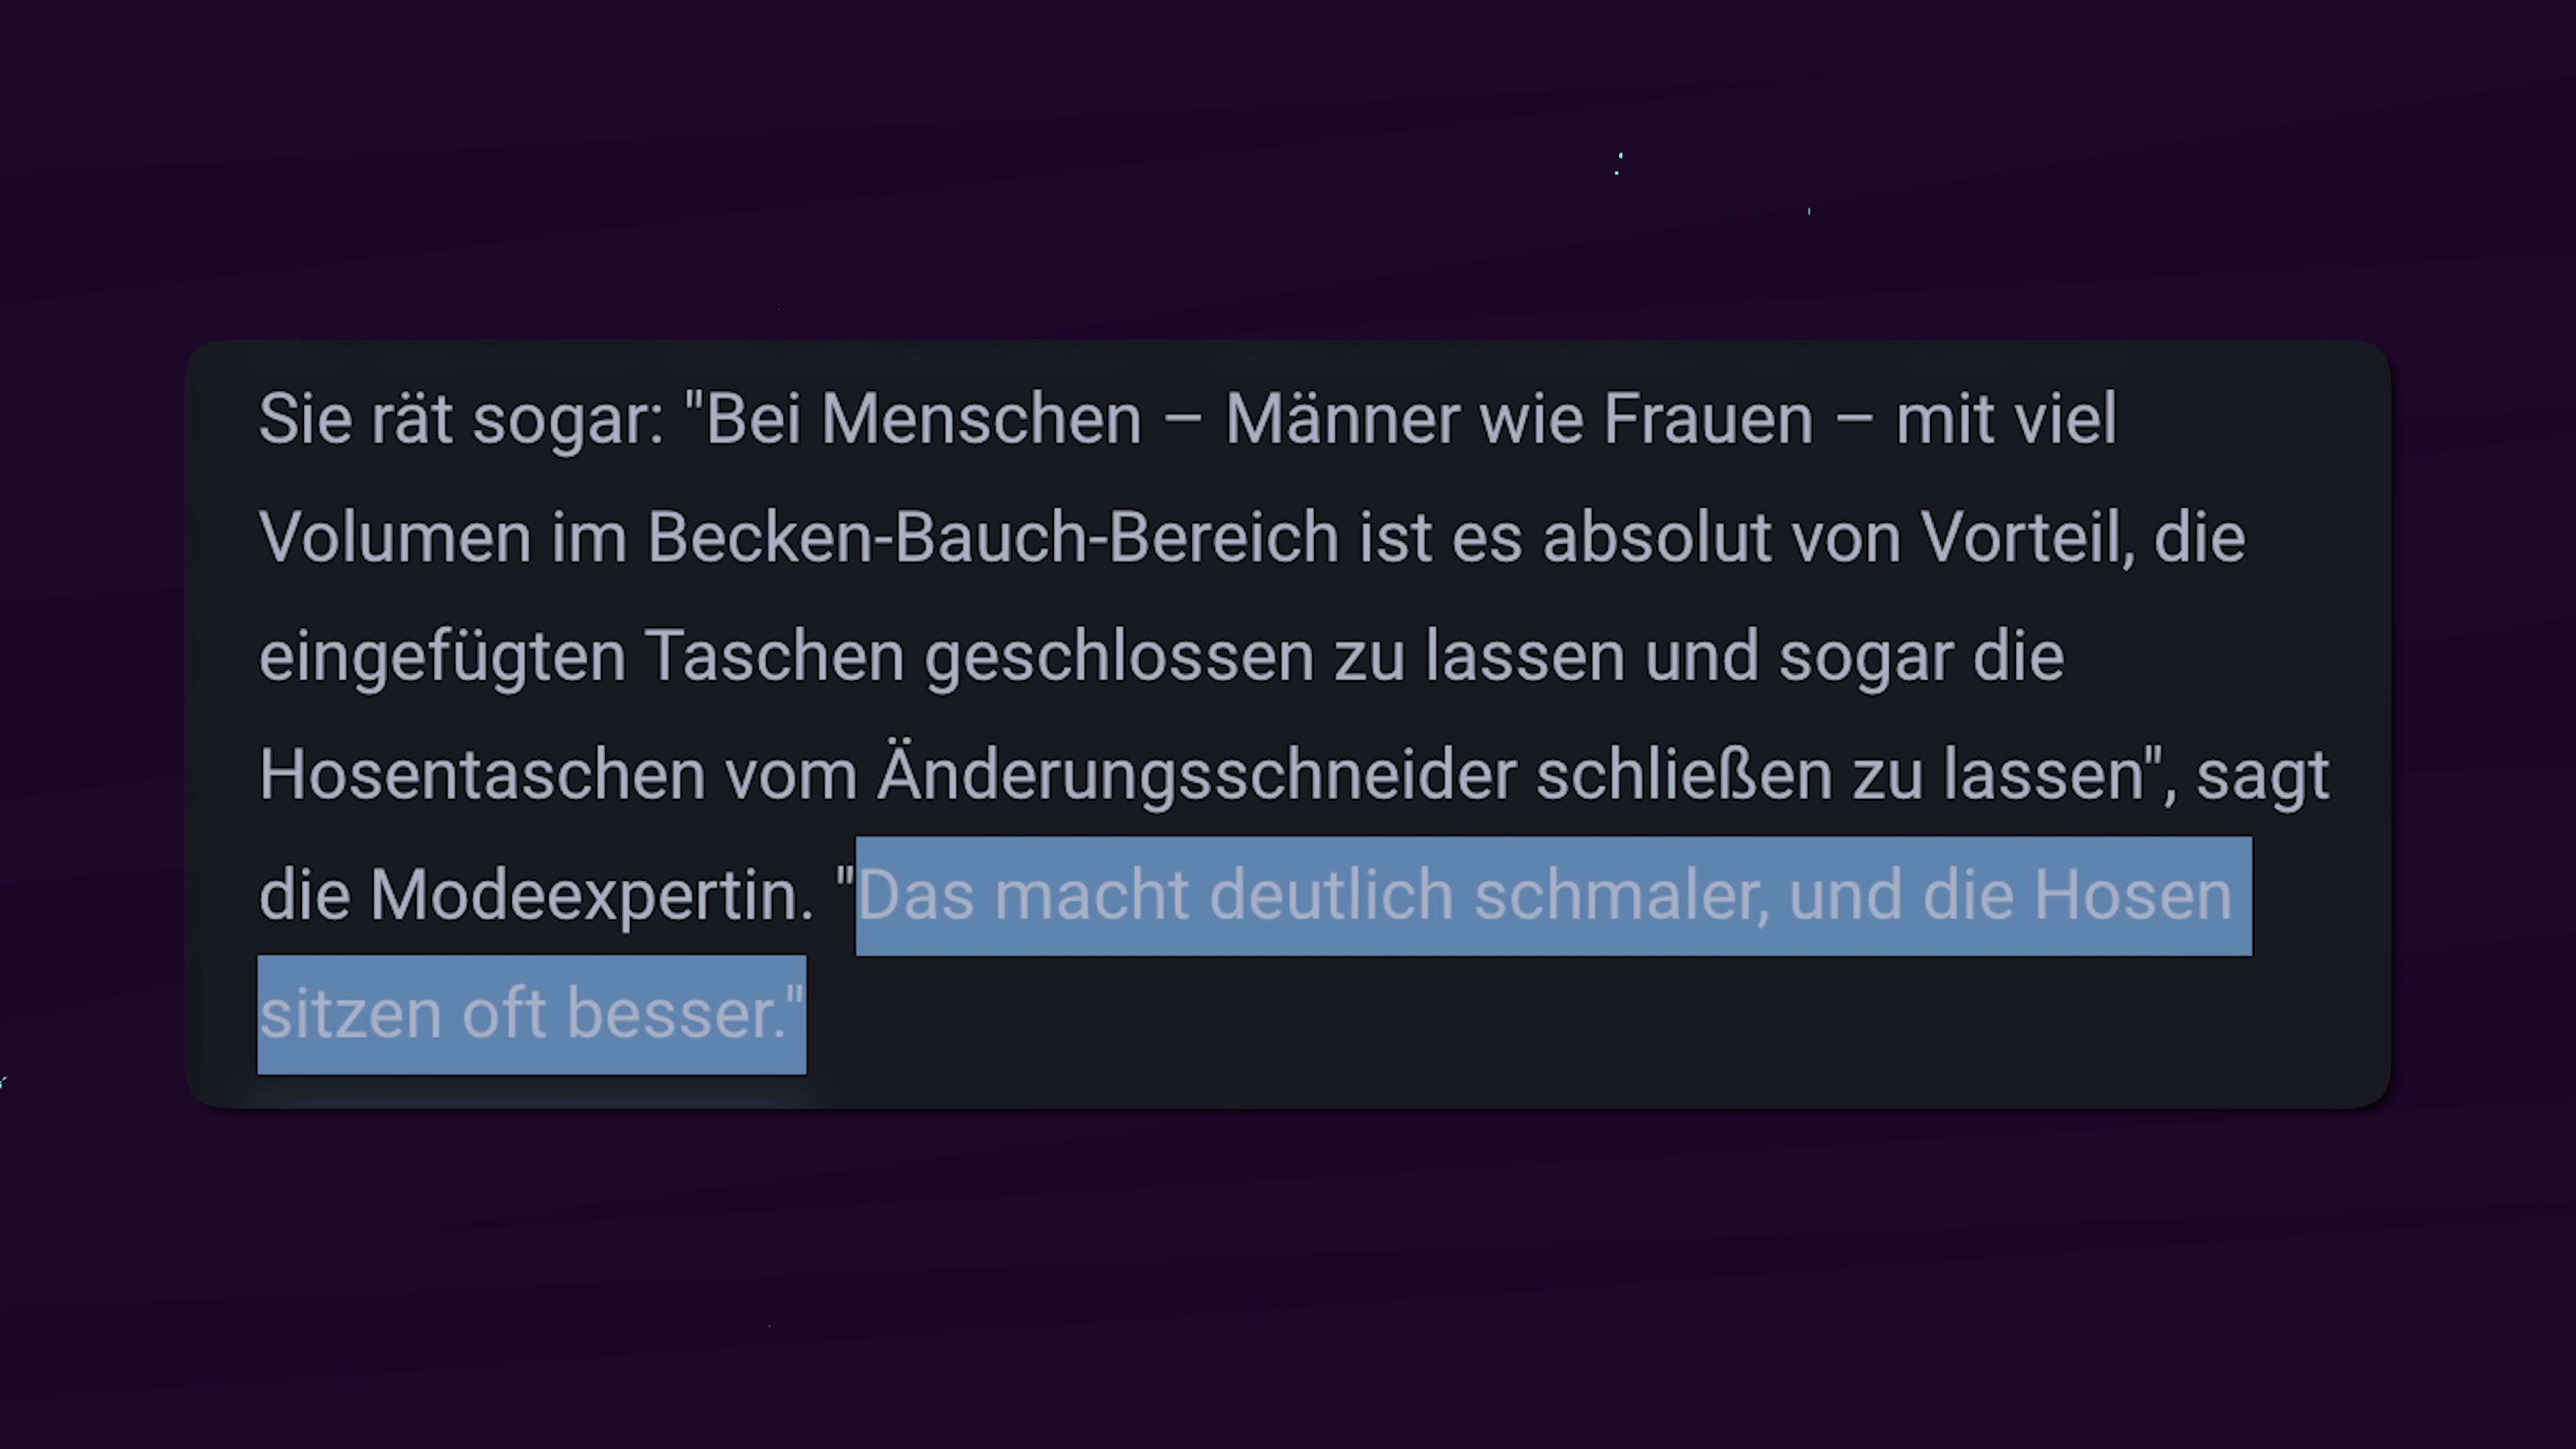 Sie rät sogar: "Bei Menschen – Männer wie Frauen – mit viel
Volumen im Becken-Bauch-Bereich ist es absolut von Vorteil, die
eingefügten Taschen geschlossen zu lassen und sogar die
Hosentaschen vom Änderungsschneider schließen zu lassen", sagt
die Modeexpertin. "Das macht deutlich schmaler, und die Hosen
sitzen oft besser."